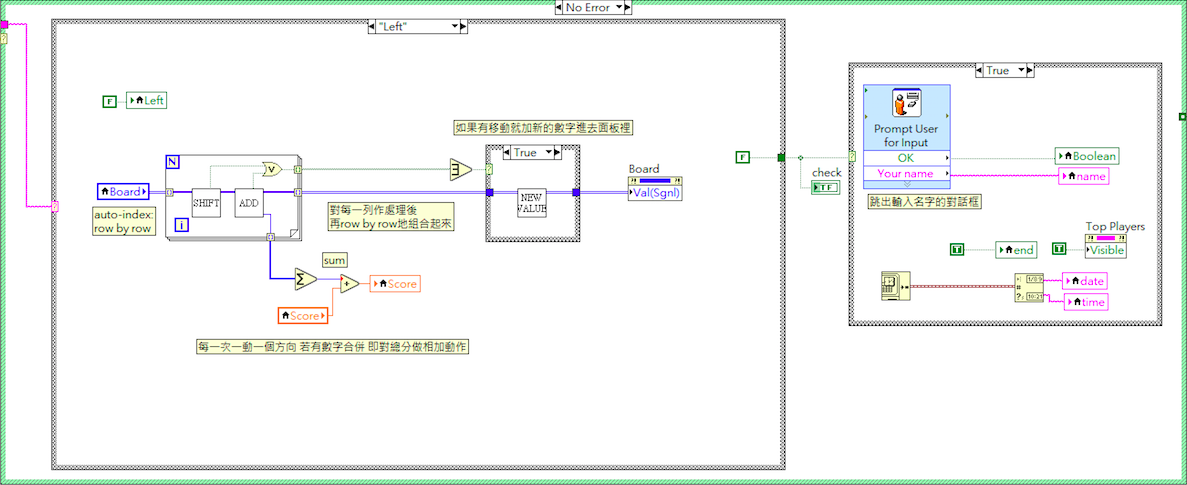 No Error
"Left"
True
F
Left
如果有移動就加新的數字進去面板裡
Prompt User
for Input
OK
Your name
Boolean
name
N
V
True
Board
Val(Sgnl)
F
check
TF
Board
SHIFT
ADD
NEW
VALUE
跳出輸入名字的對話框
auto-index:
row by row
i
對每一列作處理後
再row by row地組合起來
Top Players
T
end
T
Visible
sum
Σ
+
Score
Score
1/0.9
10:21
date
time
每一次一動一個方向 若有數字合併 即對總分做相加動作